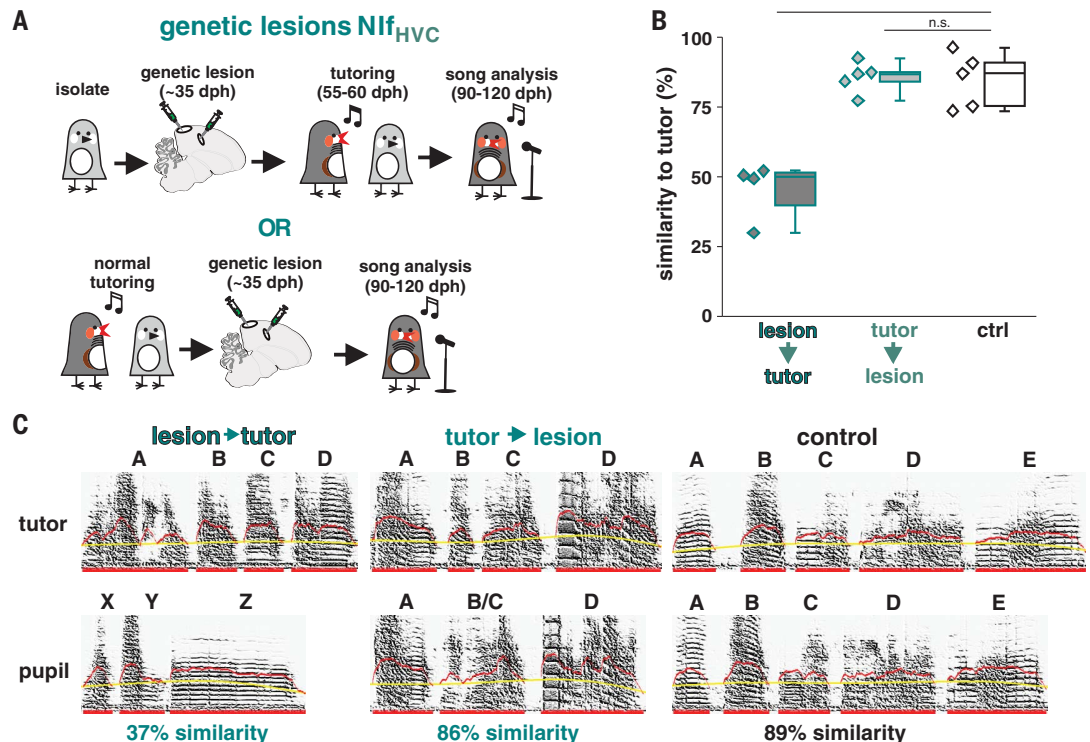 A
genetic lesions NIf HVC
isolate
genetic lesion
(~35 dph)
tutoring
(55-60 dph)
song analysis
(90-120 dph)
OR
normal
tutoring
genetic lesion
(~35 dph)
song analysis
(90-120 dph)
B
n.s.
similarity to tutor (%)
100
75
50
25
0
lesion
tutor
tutor
lesion
ctrl
C
lesion tutor
tutor lesion
control
A B C D
A B C D
A B C D E
tutor
X Y Z
A B/C D
A B C D E
pupil
37% similarity
86% similarity
89% similarity